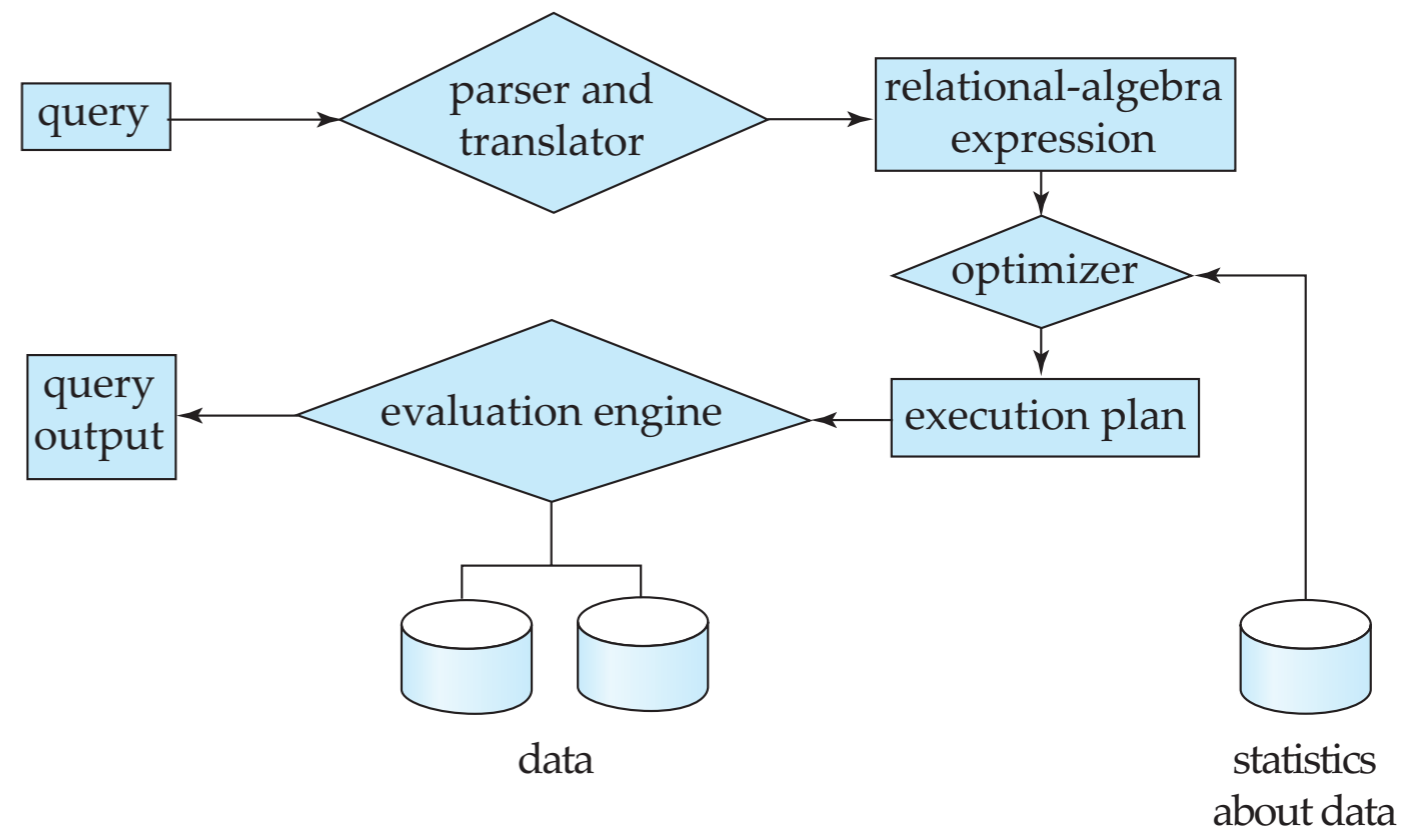 query
parser and
translator
relational-algebra
expression
optimizer
query
output
evaluation engine
execution plan
data
statistics
about data